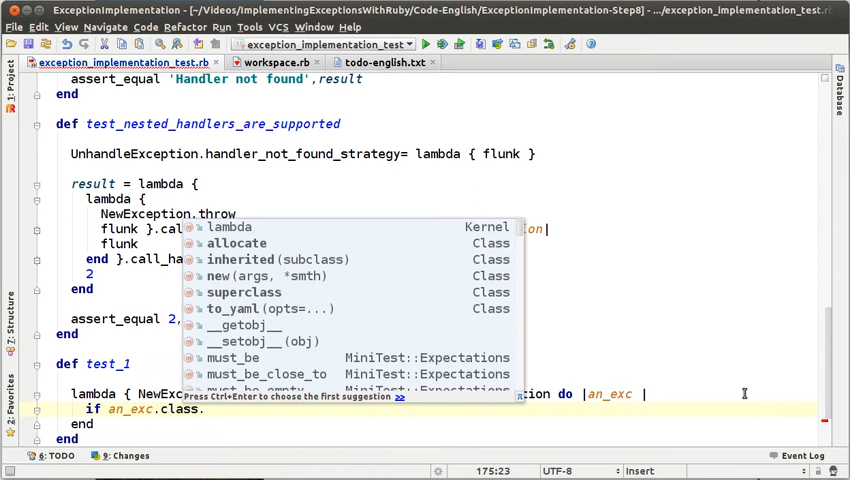 ExceptionImplementation - [~/Videos/ImplementingExceptionsWithRuby/Code-English/ExceptionImplementation-Step8] - .../exception_implementation_test.rb
File Edit View Navigate Code Refactor Run Tools VCS Window Help
exception_implementation_test
exception_implementation_test.rb workspace.rb todo-english.txt
1: Project
7: Structure
2: Favorites
Database
assert_equal 'Handler not found',result
end
def test_nested_handlers_are_supported
UnhandleException.handler_not_found_strategy= lambda { flunk }
result = lambda {
lambda {
NewException.throw
flunk }.cal on|
flunk
end }.call_ha
2
end
assert_equal 2,
end
def test_1
lambda { NewExc ion do |an_exc |
if an_exc.class.
end
end
lambda Kernel
allocate Class
inherited(subclass) Class
new(args, *smth) Class
superclass Class
to_yaml(opts=...) Class
__getobj__
__setobj__(obj)
must_be MiniTest::Expectations
must_be_close_to MiniTest::Expectations
must_be_empty MiniTest::Expectations
Press Ctrl+Enter to choose the first suggestion >>
6: TODO 9: Changes Event Log
175:23 UTF-8 Insert